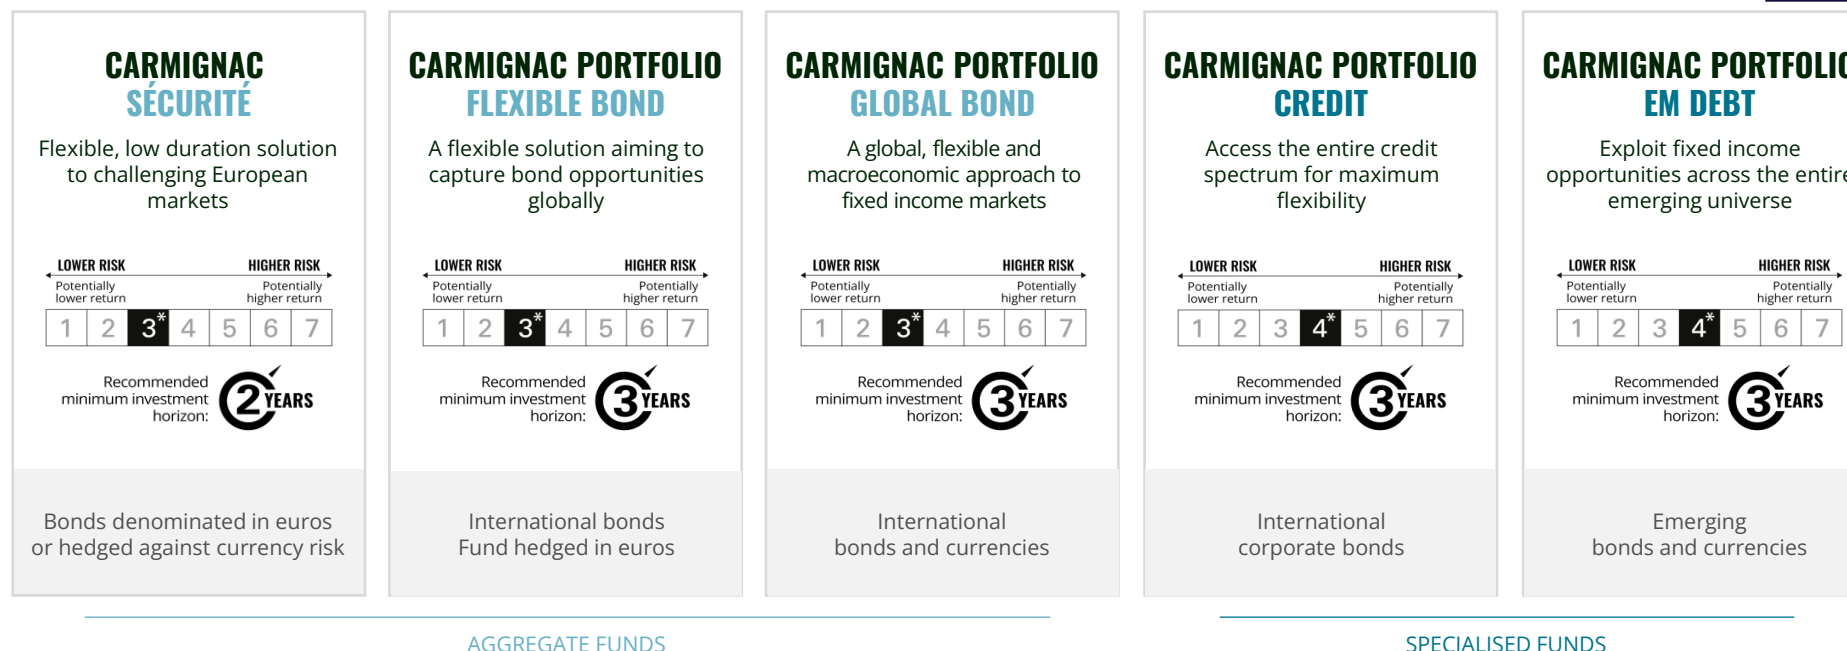 CARMIGNAC
SÉCURITÉ
Flexible, low duration solution
to challenging European
markets
LOWER RISK HIGHER RISK
Potentially Potentially
lower return higher return
1 2 3* 4 5 6 7
Recommended
minimum investment
horizon:
2 YEARS
Bonds denominated in euros
or hedged against currency risk
CARMIGNAC PORTFOLIO
FLEXIBLE BOND
A flexible solution aiming to
capture bond opportunities
globally
LOWER RISK HIGHER RISK
Potentially Potentially
lower return higher return
1 2 3* 4 5 6 7
Recommended
minimum investment
horizon:
3 YEARS
International bonds
Fund hedged in euros
CARMIGNAC PORTFOLIO
GLOBAL BOND
A global, flexible and
macroeconomic approach to
fixed income markets
LOWER RISK HIGHER RISK
Potentially Potentially
lower return higher return
1 2 3* 4 5 6 7
Recommended
minimum investment
horizon:
3 YEARS
International
bonds and currencies
AGGREGATE FUNDS
CARMIGNAC PORTFOLIO
CREDIT
Access the entire credit
spectrum for maximum
flexibility
LOWER RISK HIGHER RISK
Potentially Potentially
lower return higher return
1 2 3 4* 5 6 7
Recommended
minimum investment
horizon:
3 YEARS
International
corporate bonds
CARMIGNAC PORTFOLIO
EM DEBT
Exploit fixed income
opportunities across the entire
emerging universe
LOWER RISK HIGHER RISK
Potentially Potentially
lower return higher return
1 2 3 4* 5 6 7
Recommended
minimum investment
horizon:
3 YEARS
Emerging
bonds and currencies
SPECIALISED FUNDS